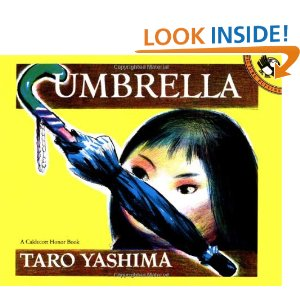 LOOK INSIDE!
UMBRELLA
A Caldecott Honor Book
TARO YASHIMA